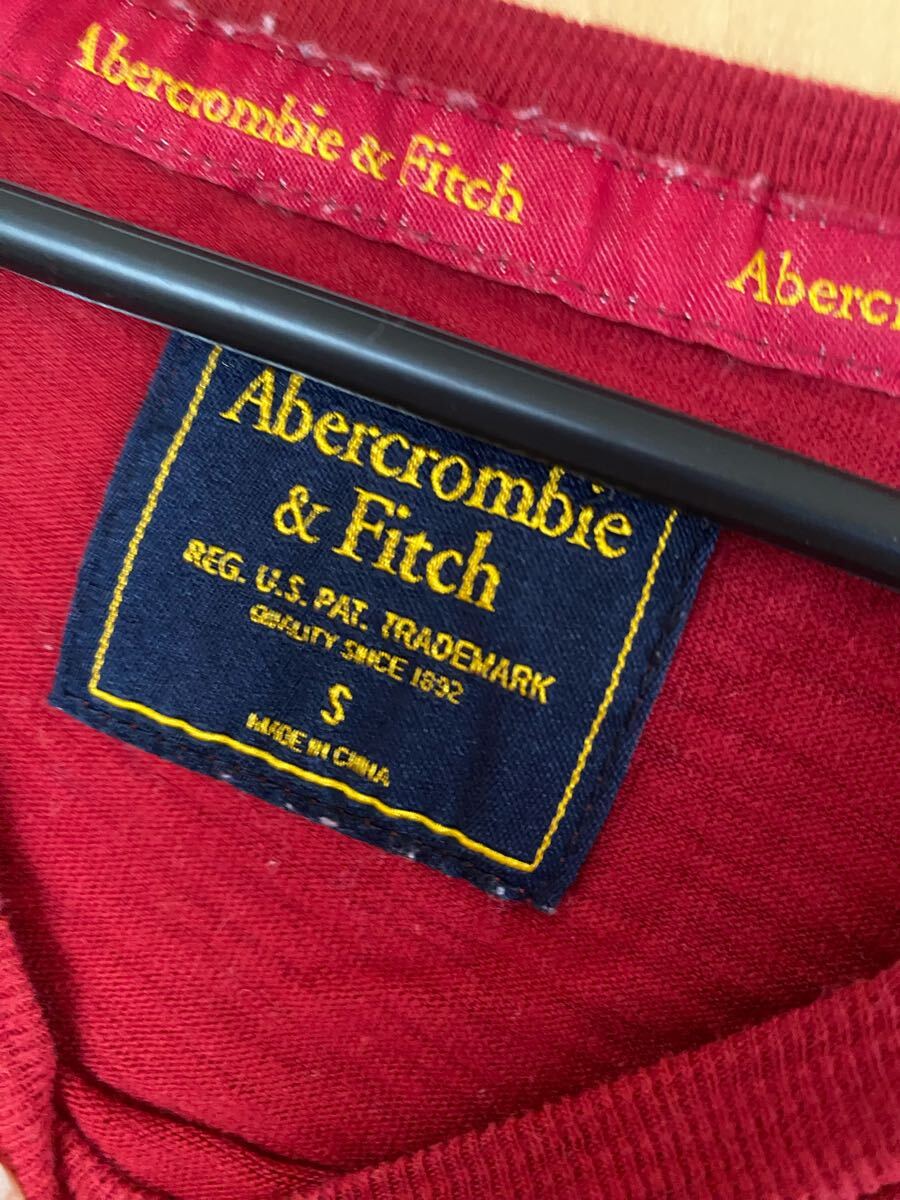 Abercrombie & Fitch
Aberc
Abercrombie
& Fitch
REG. U.S. PAT. TRADEMARK
QUALITY SINCE 1892
S
MADE IN CHINA